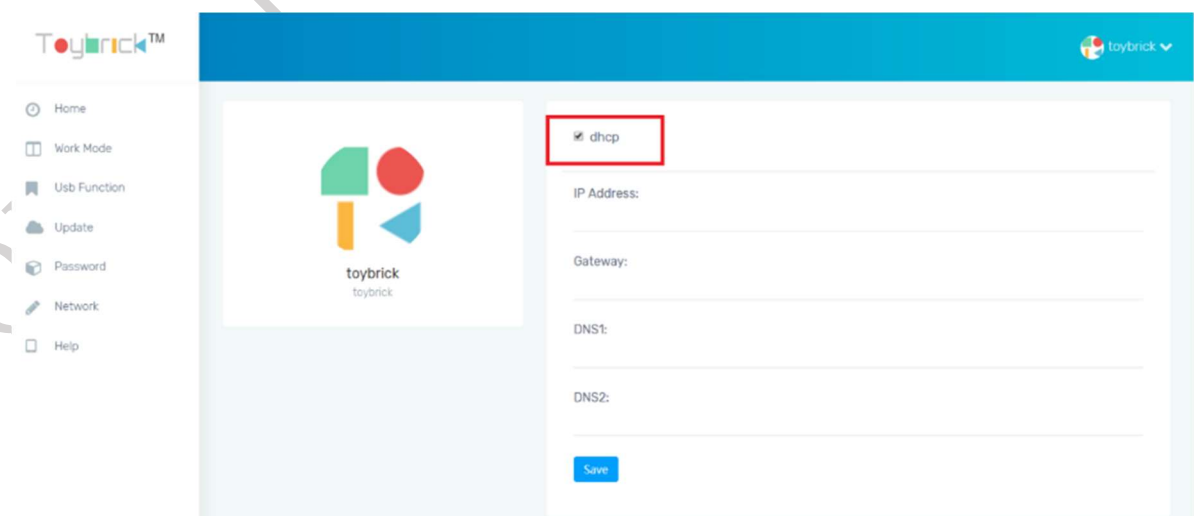 Toybrick™
toybrick
Home
Work Mode
Usb Function
Update
Password
Network
Help
toybrick
toybrick
dhcp
IP Address:
Gateway:
DNS1:
DNS2:
Save